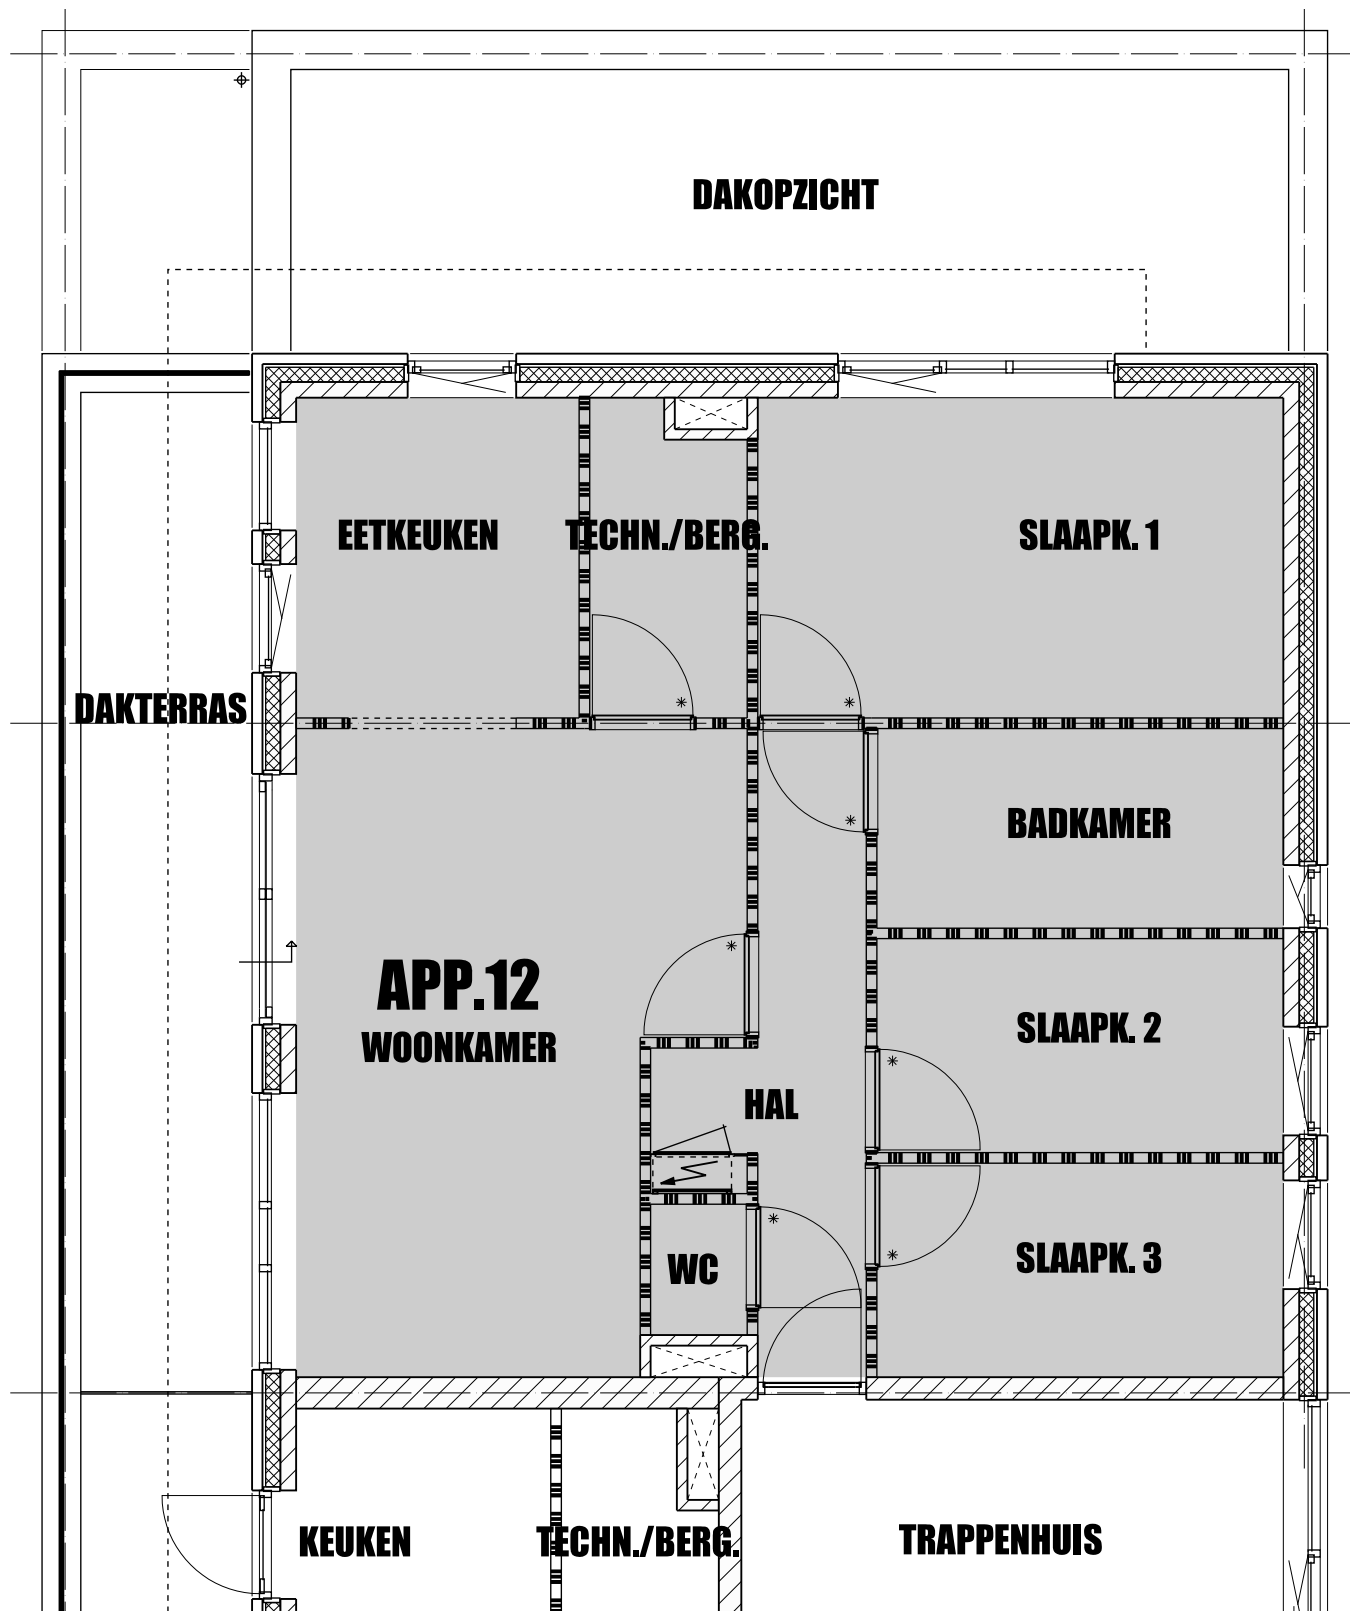 DAKOPZICHT
EETKEUKEN
TECHN./BERG.
SLAAPK. 1
DAKTERRAS
BADKAMER
APP.12
WOONKAMER
SLAAPK. 2
HAL
WC
SLAAPK. 3
KEUKEN
TECHN./BERG.
TRAPPENHUIS